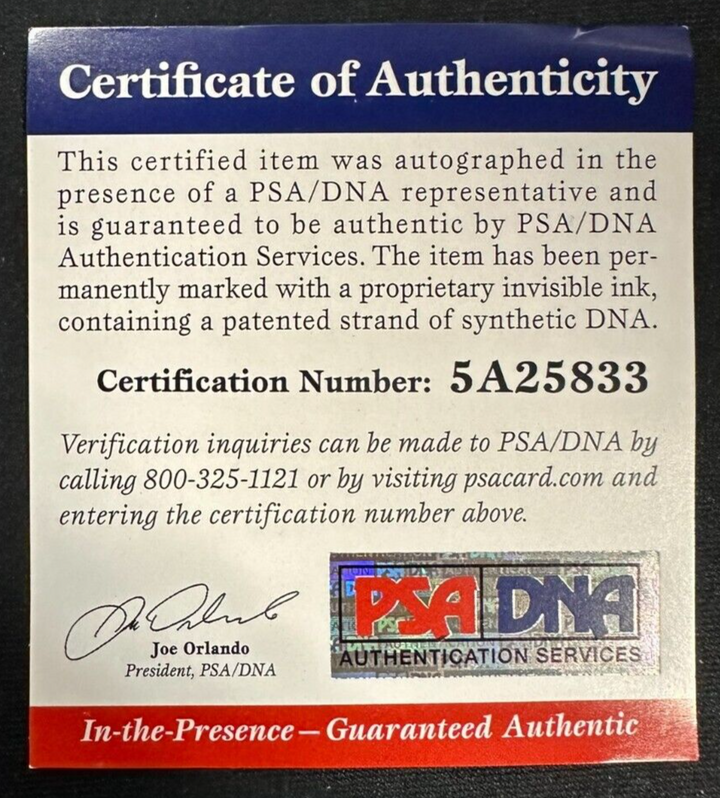 Certificate of Authenticity
This certified item was autographed in the
presence of a PSA/DNA representative and
is guaranteed to be authentic by PSA/DNA
Authentication Services. The item has been per-
manently marked with a proprietary invisible ink,
containing a patented strand of synthetic DNA.
Certification Number: 5A25833
Verification inquiries can be made to PSA/DNA by
calling 800-325-1121 or by visiting psacard.com and
entering the certification number above.
Joe Orlando
President, PSA/DNA
PSA DNA
AUTHENTICATION SERVICES
In-the-Presence — Guaranteed Authentic